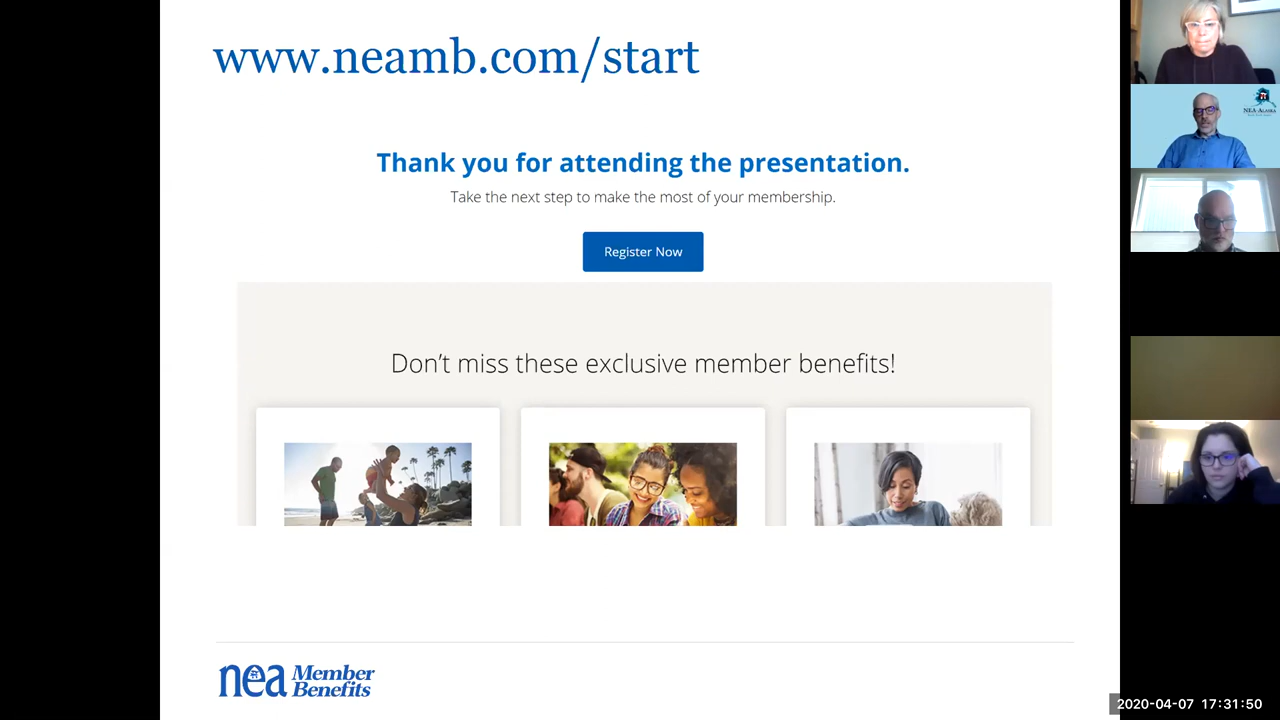 www.neamb.com/start
Thank you for attending the presentation.
Take the next step to make the most of your membership.
Register Now
Don’t miss these exclusive member benefits!
nea Member
Benefits
NEA-Alaska
2020-04-07 17:31:50